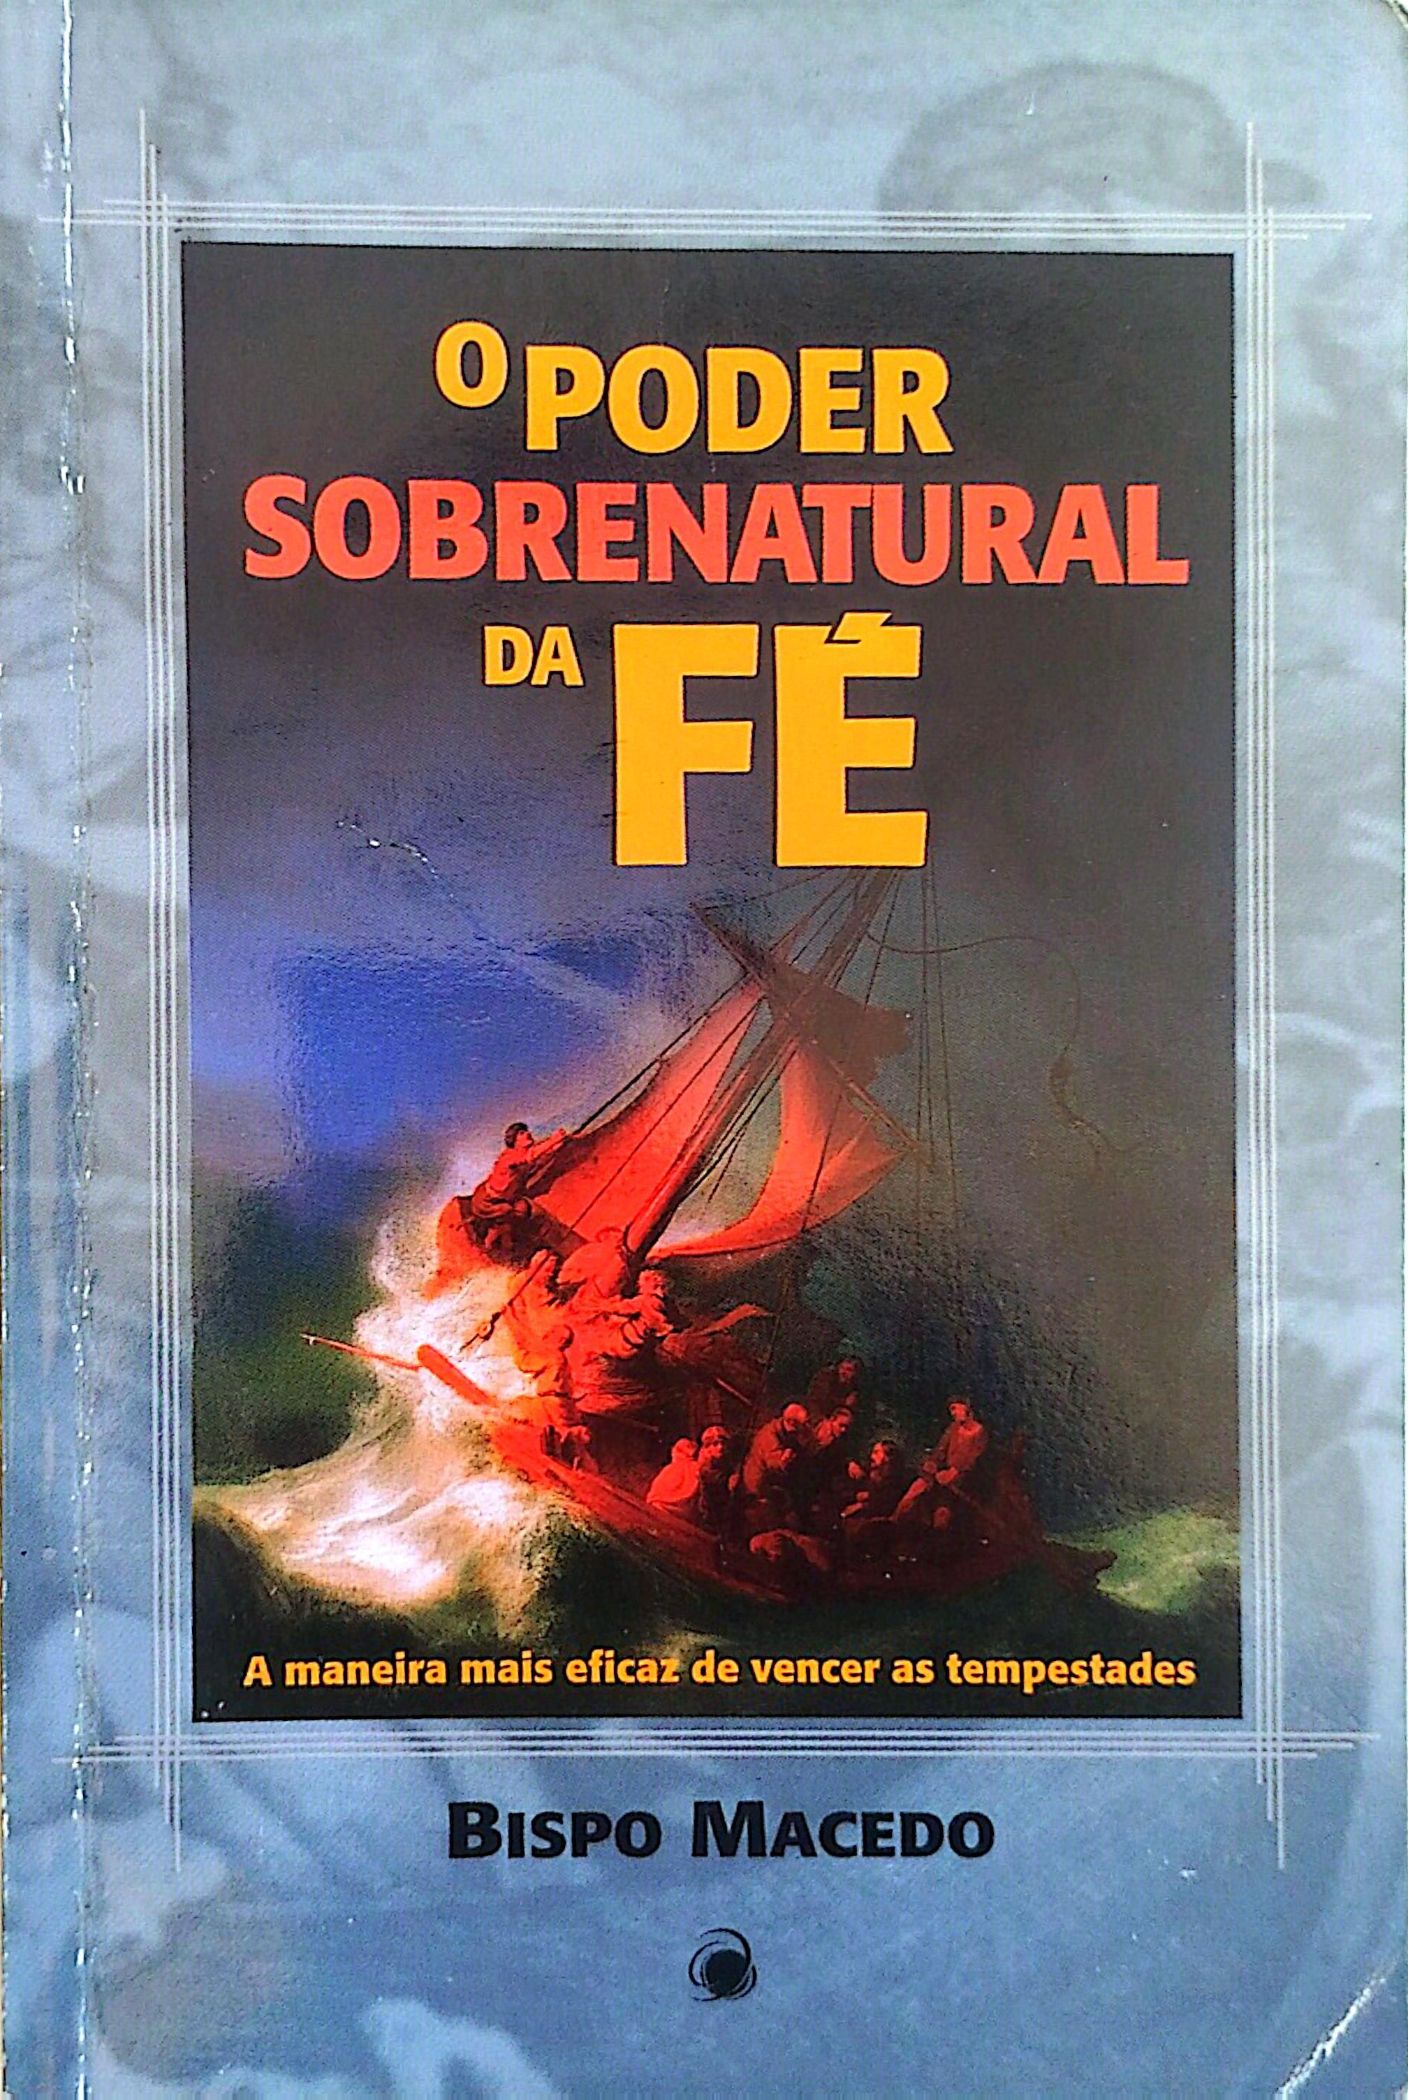 O PODER
SOBRENATURAL
DA FÉ
A maneira mais eficaz de vencer as tempestades
BISPO MACEDO